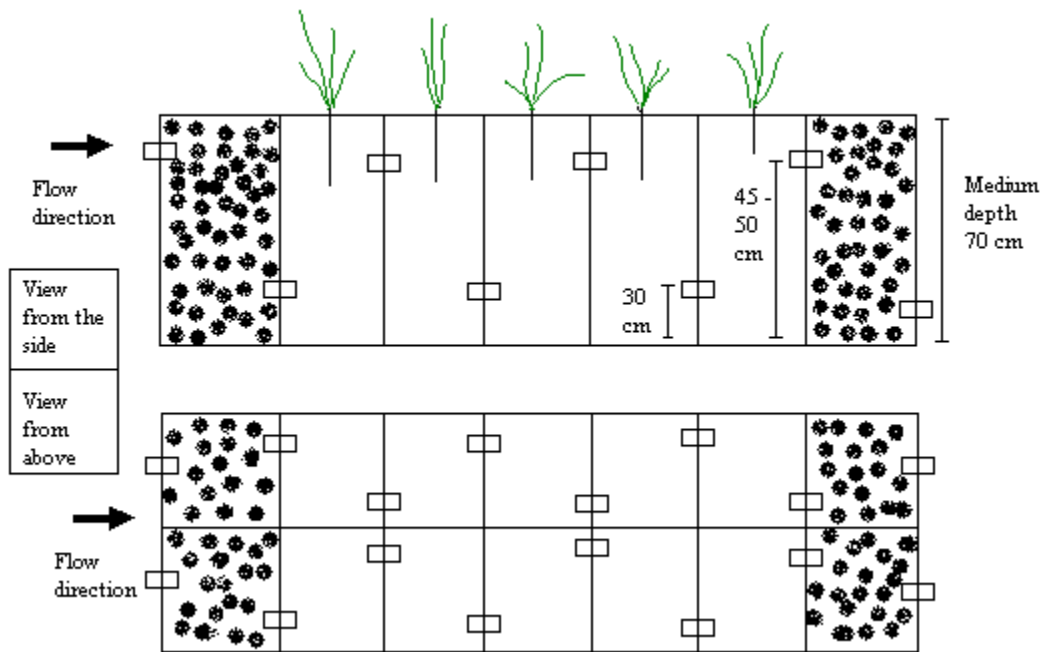 Flow
direction
45 -
50
cm
30
cm
Medium
depth
70 cm
View
from the
side
View
from
above
Flow
direction